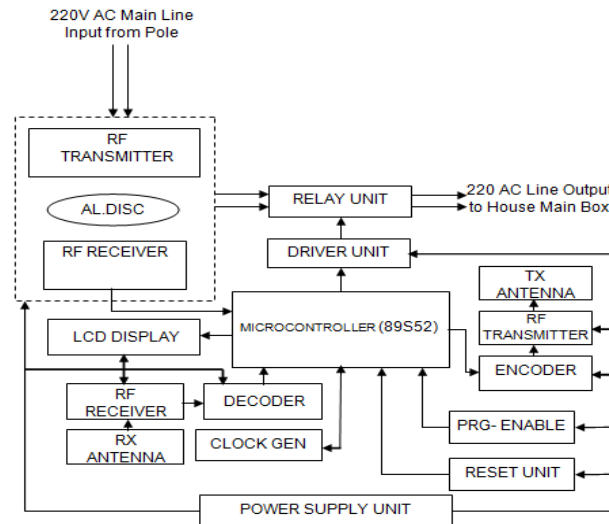 220V AC Main Line
Input from Pole
RF
TRANSMITTER
AL.DISC
RF RECEIVER
RELAY UNIT
220 AC Line Output
to House Main Box
DRIVER UNIT
TX
ANTENNA
MICROCONTROLLER (89S52)
RF
TRANSMITTER
LCD DISPLAY
ENCODER
RF
RECEIVER
DECODER
RX
ANTENNA
CLOCK GEN
PRG- ENABLE
RESET UNIT
POWER SUPPLY UNIT